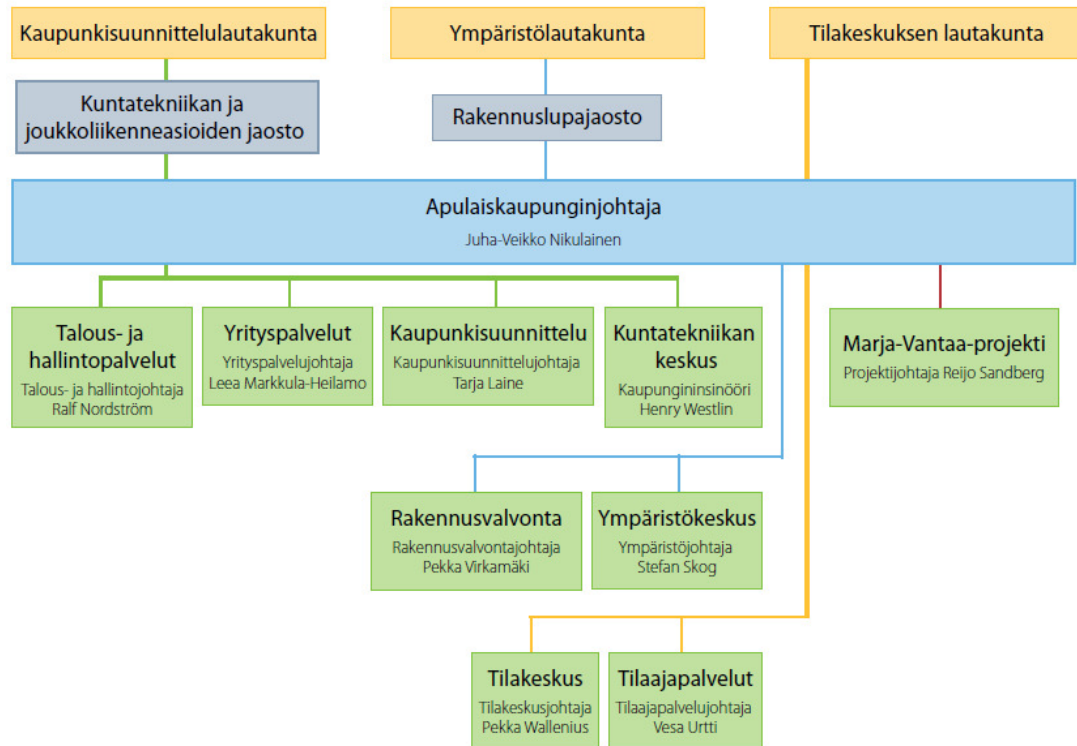 Kaupunkisuunnittelulautakunta
Ympäristölautakunta
Tilakeskuksen lautakunta
Kuntatekniikan ja
joukkoliikenneasioiden jaosto
Rakennuslupajaosto
Apulaiskaupunginjohtaja
Juha-Veikko Nikulainen
Talous- ja
hallintopalvelut
Talous- ja hallintojohtaja
Ralf Nordström
Yrityspalvelut
Yrityspalvelujohtaja
Leea Markkula-Heilamo
Kaupunkisuunnittelu
Kaupunkisuunnittelujohtaja
Tarja Laine
Kuntatekniikan
keskus
Kaupungininsinööri
Henry Westlin
Marja-Vantaa-projekti
Projektijohtaja Reijo Sandberg
Rakennusvalvonta
Rakennusvalvontajohtaja
Pekka Virkamäki
Ympäristökeskus
Ympäristöjohtaja
Stefan Skog
Tilakeskus
Tilakeskusjohtaja
Pekka Wallenius
Tilaajapalvelut
Tilaajapalvelujohtaja
Vesa Urtti